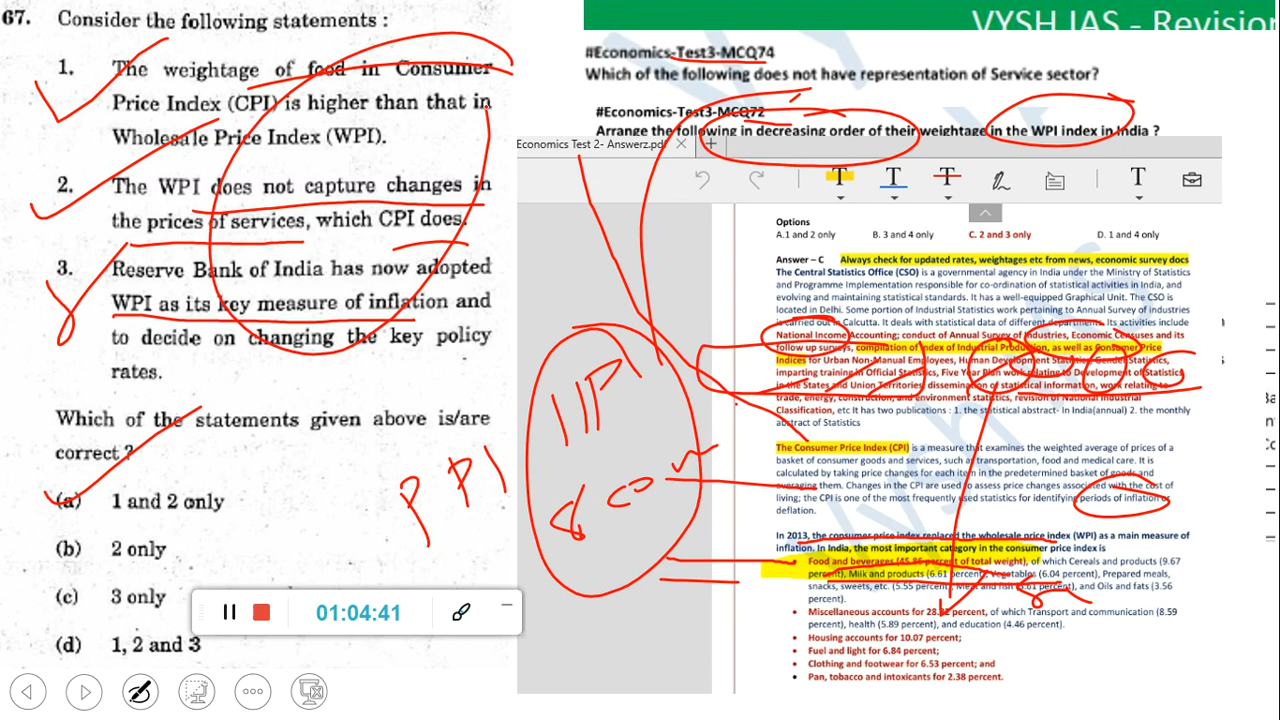 67. Consider the following statements :
1. The weightage of food in Consumer
Price Index (CPI) is higher than that in
Wholesale Price Index (WPI).
2. The WPI does not capture changes in
the prices of services, which CPI does.
3. Reserve Bank of India has now adopted
WPI as its key measure of inflation and
to decide on changing the key policy
rates.
Which of the statements given above is/are
correct ?
(a) 1 and 2 only
(b) 2 only
(c) 3 only
(d) 1, 2 and 3
PPI
01:04:41
VYSH IAS - Revision
#Economics-Test3-MCQ74
Which of the following does not have representation of Service sector?
#Economics-Test3-MCQ72
Arrange the following in decreasing order of their weightage in the WPI index in India ?
Economics Test 2- Answerz.pdf
Options
A.1 and 2 only B. 3 and 4 only C. 2 and 3 only D. 1 and 4 only
Answer – C Always check for updated rates, weightages etc from news, economic survey docs
The Central Statistics Office (CSO) is a governmental agency in India under the Ministry of Statistics
and Programme Implementation responsible for co-ordination of statistical activities in India, and
evolving and maintaining statistical standards. It has a well-equipped Graphical Unit. The CSO is
located in Delhi. Some portion of Industrial Statistics work pertaining to Annual Survey of industries
is carried out in Calcutta. It deals with statistical data of different departments. Its activities include
National Income Accounting; conduct of Annual Survey of Industries, Economic Censuses and its
follow up surveys, compilation of Index of Industrial Production, as well as Consumer Price
Indices for Urban Non-Manual Employees, Human Development Statistics, Gender Statistics,
imparting training in Official Statistics, Five Year Plan work relating to Development of Statistics
in the States and Union Territories; dissemination of statistical information, work relating to
trade, energy, construction, and environment statistics, revision of National Industrial
Classification, etc It has two publications : 1. the statistical abstract- In India(annual) 2. the monthly
abstract of Statistics
The Consumer Price Index (CPI) is a measure that examines the weighted average of prices of a
basket of consumer goods and services, such as transportation, food and medical care. It is
calculated by taking price changes for each item in the predetermined basket of goods and
averaging them. Changes in the CPI are used to assess price changes associated with the cost of
living; the CPI is one of the most frequently used statistics for identifying periods of inflation or
deflation.
In 2013, the consumer price index replaced the wholesale price index (WPI) as a main measure of
inflation. In India, the most important category in the consumer price index is
Food and beverages (45.86 percent of total weight), of which Cereals and products (9.67
percent), Milk and products (6.61 percent), Vegetables (6.04 percent), Prepared meals,
snacks, sweets, etc. (5.55 percent), Meat and fish (3.61 percent), and Oils and fats (3.56
percent).
Miscellaneous accounts for 28.32 percent, of which Transport and communication (8.59
percent), health (5.89 percent), and education (4.46 percent).
Housing accounts for 10.07 percent;
Fuel and light for 6.84 percent;
Clothing and footwear for 6.53 percent; and
Pan, tobacco and intoxicants for 2.38 percent.